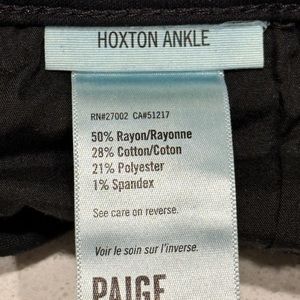 HOXTON ANKLE
RN#27002 CA#51217
50% Rayon/Rayonne
28% Cotton/Coton
21% Polyester
1% Spandex
See care on reverse.
Voir le soin sur l'inverse.
PAIGE